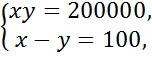 xy = 200000,
x − y = 100,